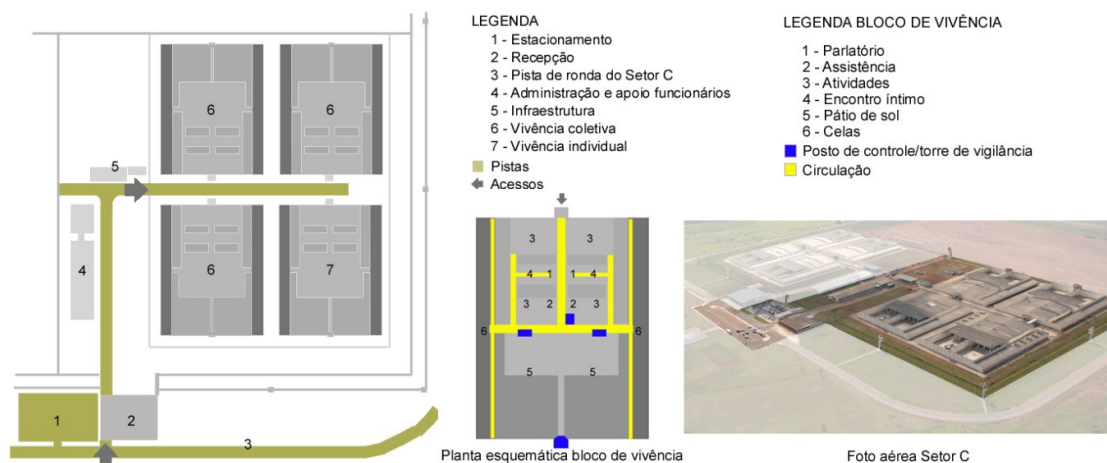 LEGENDA
1 - Estacionamento
2 - Recepção
3 - Pista de ronda do Setor C
4 - Administração e apoio funcionários
5 - Infraestrutura
6 - Vivência coletiva
7 - Vivência individual
Pistas
Acessos
LEGENDA BLOCO DE VIVÊNCIA
1 - Parlatório
2 - Assistência
3 - Atividades
4 - Encontro íntimo
5 - Pátio de sol
6 - Celas
Posto de controle/torre de vigilância
Circulação
6 6
5
4
6 7
1 2
3
3 3
4 1 1 4
3 2 2 3
6 6
5 5
Planta esquemática bloco de vivência
Foto aérea Setor C